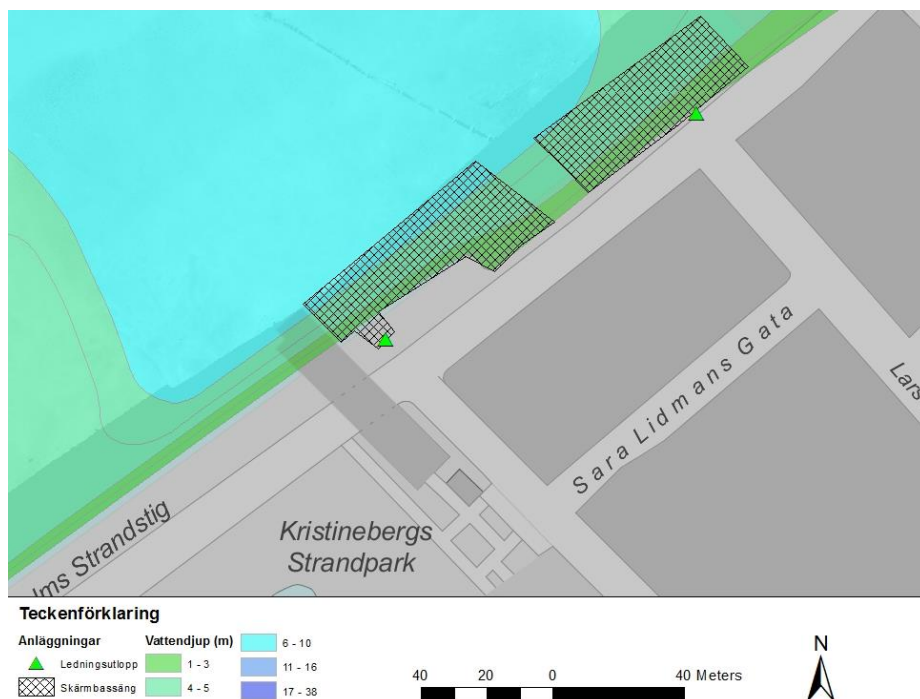 Sara Lidmans Gata
Lars
lms Strandstig
Kristinebergs
Strandpark
Teckenförklaring
Anläggningar
Ledningsutlopp
Skärmbassäng
Vattendjup (m)
1 - 3
4 - 5
6 - 10
11 - 16
17 - 38
40 20 0 40 Meters
N